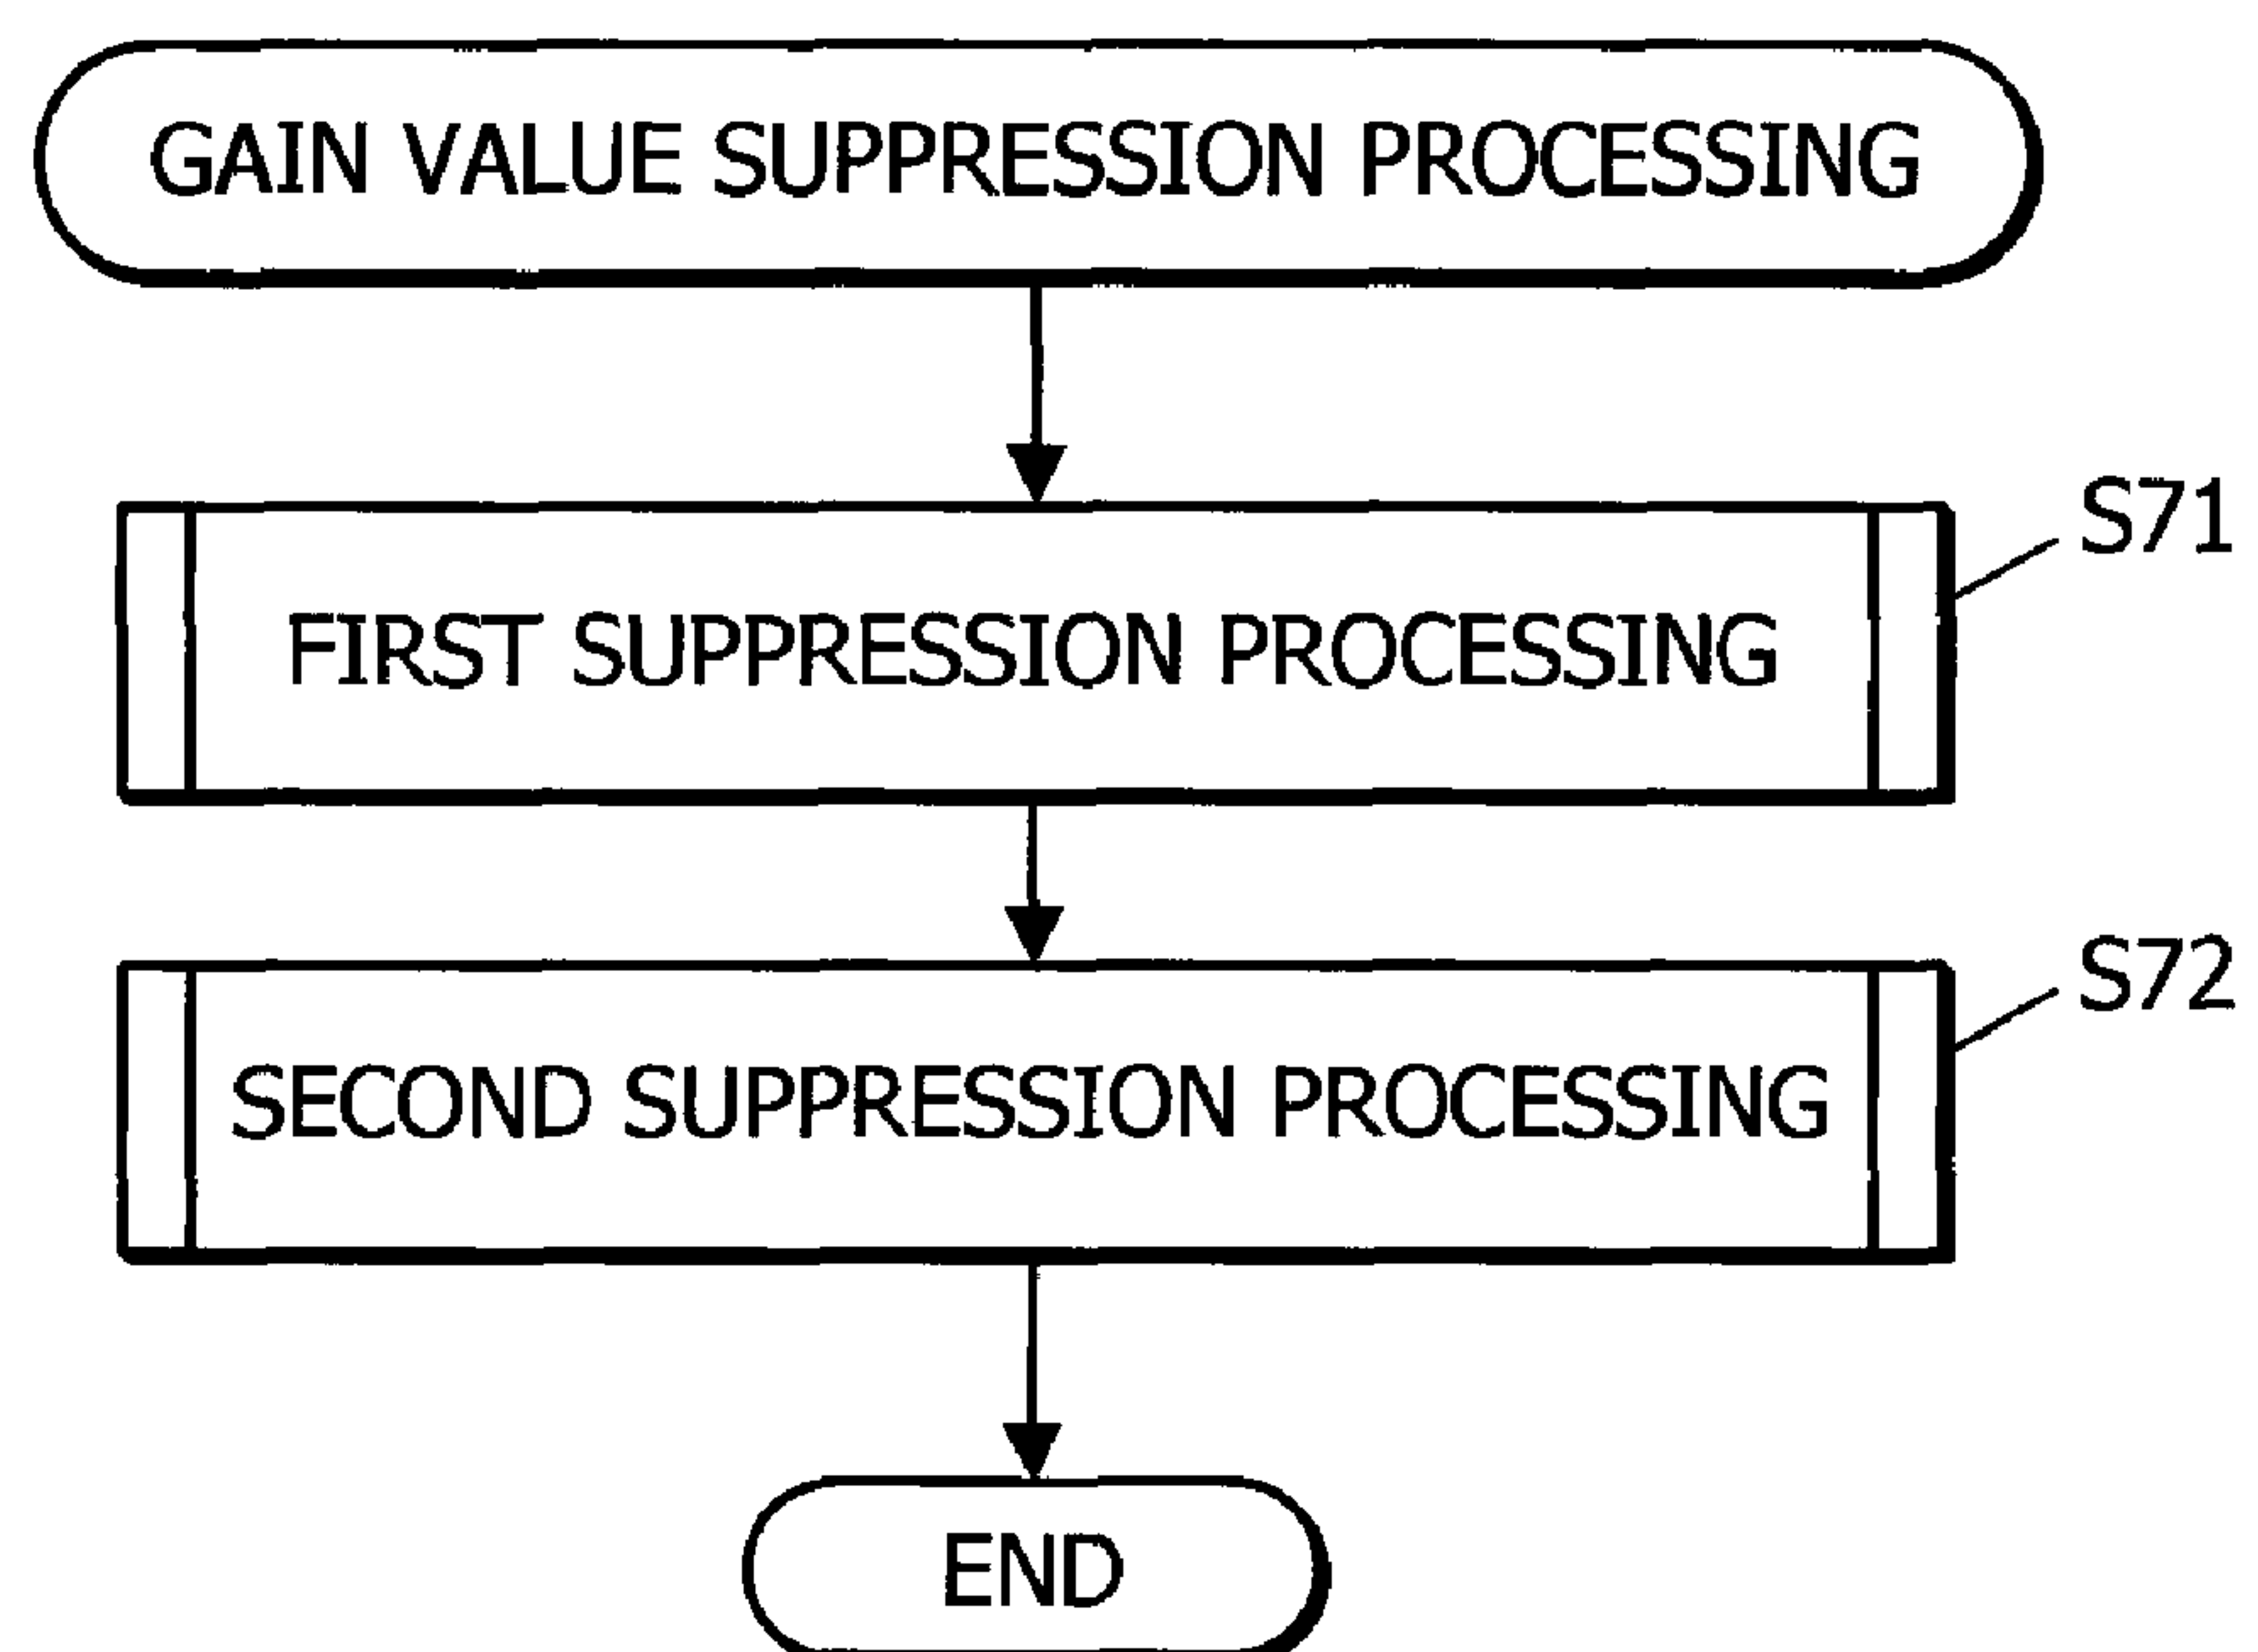 GAIN VALUE SUPPRESSION PROCESSING
S71
FIRST SUPPRESSION PROCESSING
S72
SECOND SUPPRESSION PROCESSING
END